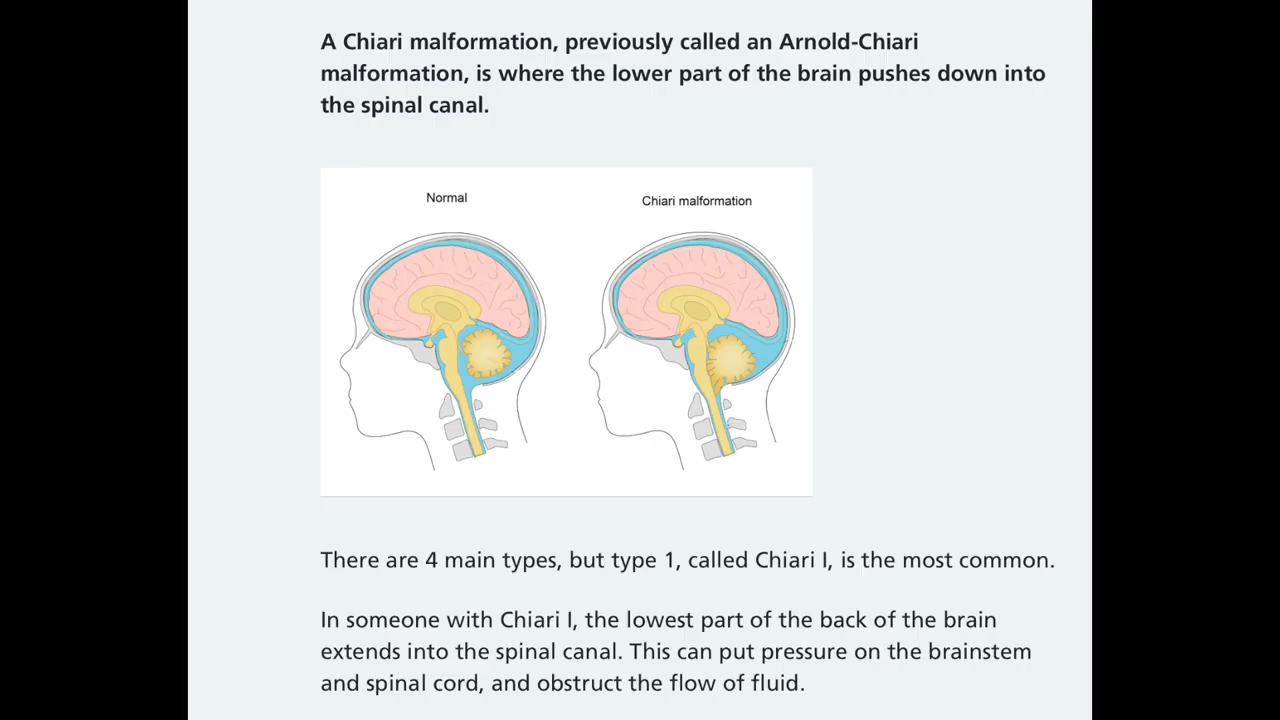 A Chiari malformation, previously called an Arnold-Chiari
malformation, is where the lower part of the brain pushes down into
the spinal canal.
Normal
Chiari malformation
There are 4 main types, but type 1, called Chiari I, is the most common.
In someone with Chiari I, the lowest part of the back of the brain
extends into the spinal canal. This can put pressure on the brainstem
and spinal cord, and obstruct the flow of fluid.